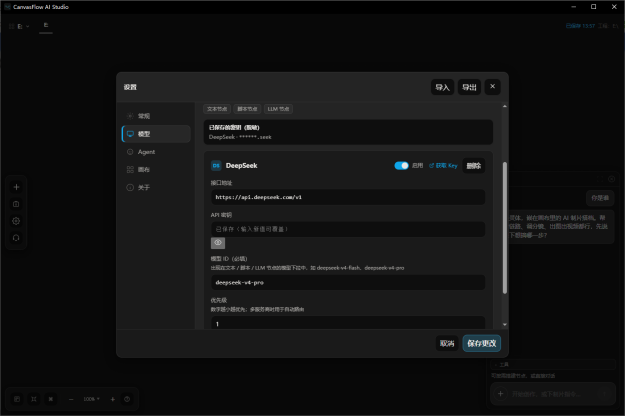 CanvasFlow AI Studio
设置
导入
导出
常规
模型
Agent
画布
关于
文本节点
脚本节点
LLM 节点
已保存的密钥（脱敏）
DeepSeek · ******.seek
DeepSeek
启用
获取 Key
删除
接口地址
https://api.deepseek.com/v1
API 密钥
已保存（输入新值可覆盖）
模型 ID（必填）
出现在文本 / 脚本 / LLM 节点的模型下拉中，如 deepseek-v4-flash、deepseek-v4-pro
deepseek-v4-pro
优先级
数字越小越优先；多服务商时用于自动路由
1
取消
保存更改
你是谁
100%